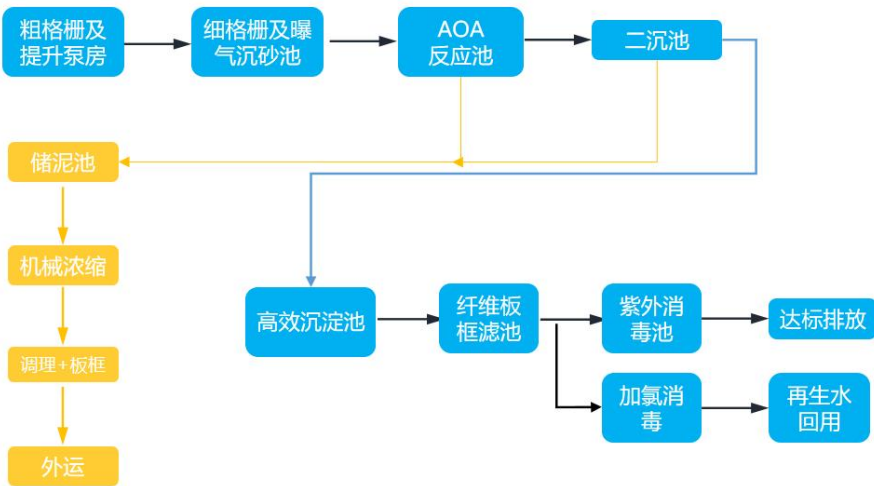 粗格栅及
提升泵房
细格栅及曝
气沉砂池
AOA
反应池
二沉池
储泥池
机械浓缩
调理+板框
外运
高效沉淀池
纤维板
框滤池
紫外消
毒池
达标排放
加氯消
毒
再生水
回用